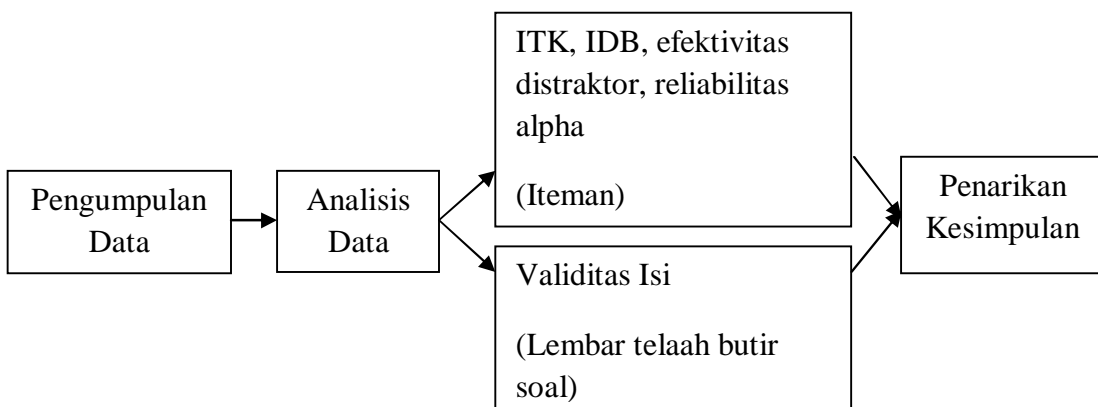 Pengumpulan
Data
Analisis
Data
ITK, IDB, efektivitas
distraktor, reliabilitas
alpha
(Iteman)
Validitas Isi
(Lembar telaah butir
soal)
Penarikan
Kesimpulan